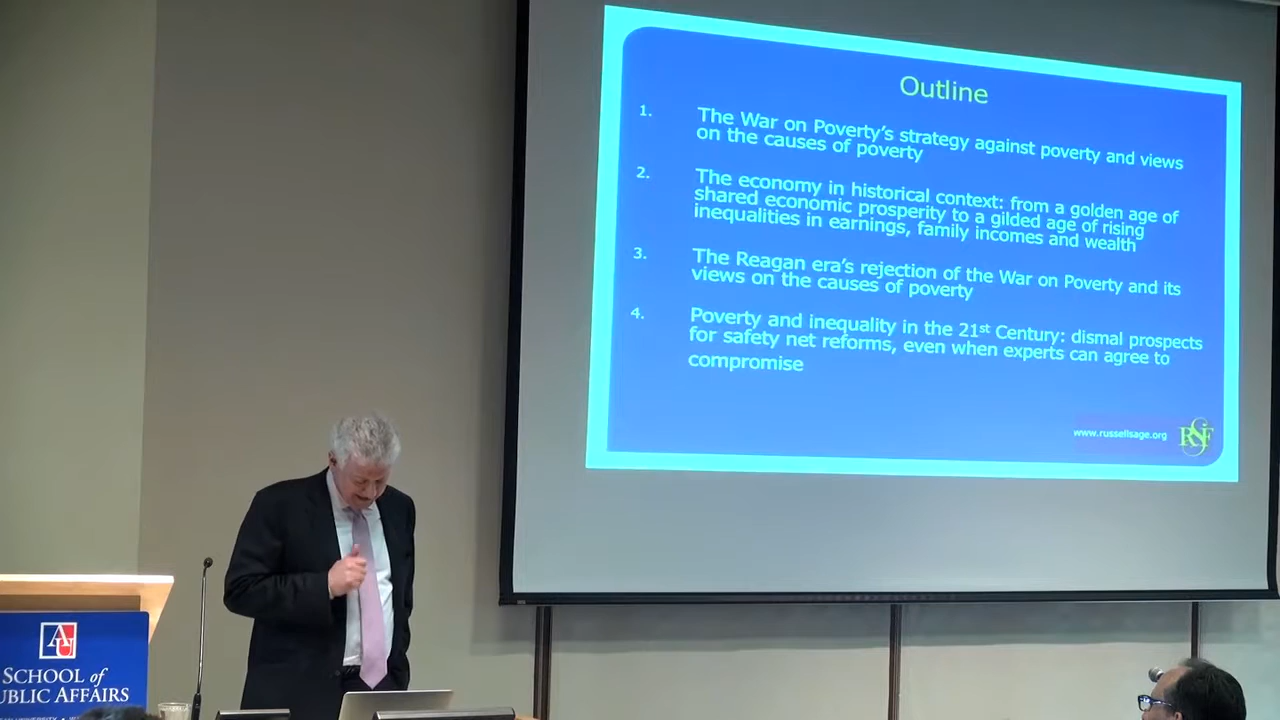 Outline
1. The War on Poverty's strategy against poverty and views
on the causes of poverty
2. The economy in historical context: from a golden age of
shared economic prosperity to a gilded age of rising
inequalities in earnings, family incomes and wealth
3. The Reagan era's rejection of the War on Poverty and its
views on the causes of poverty
4. Poverty and inequality in the 21st Century: dismal prospects
for safety net reforms, even when experts can agree to
compromise
www.russellsage.org
RSF
AU
SCHOOL of
UBLIC AFFAIRS